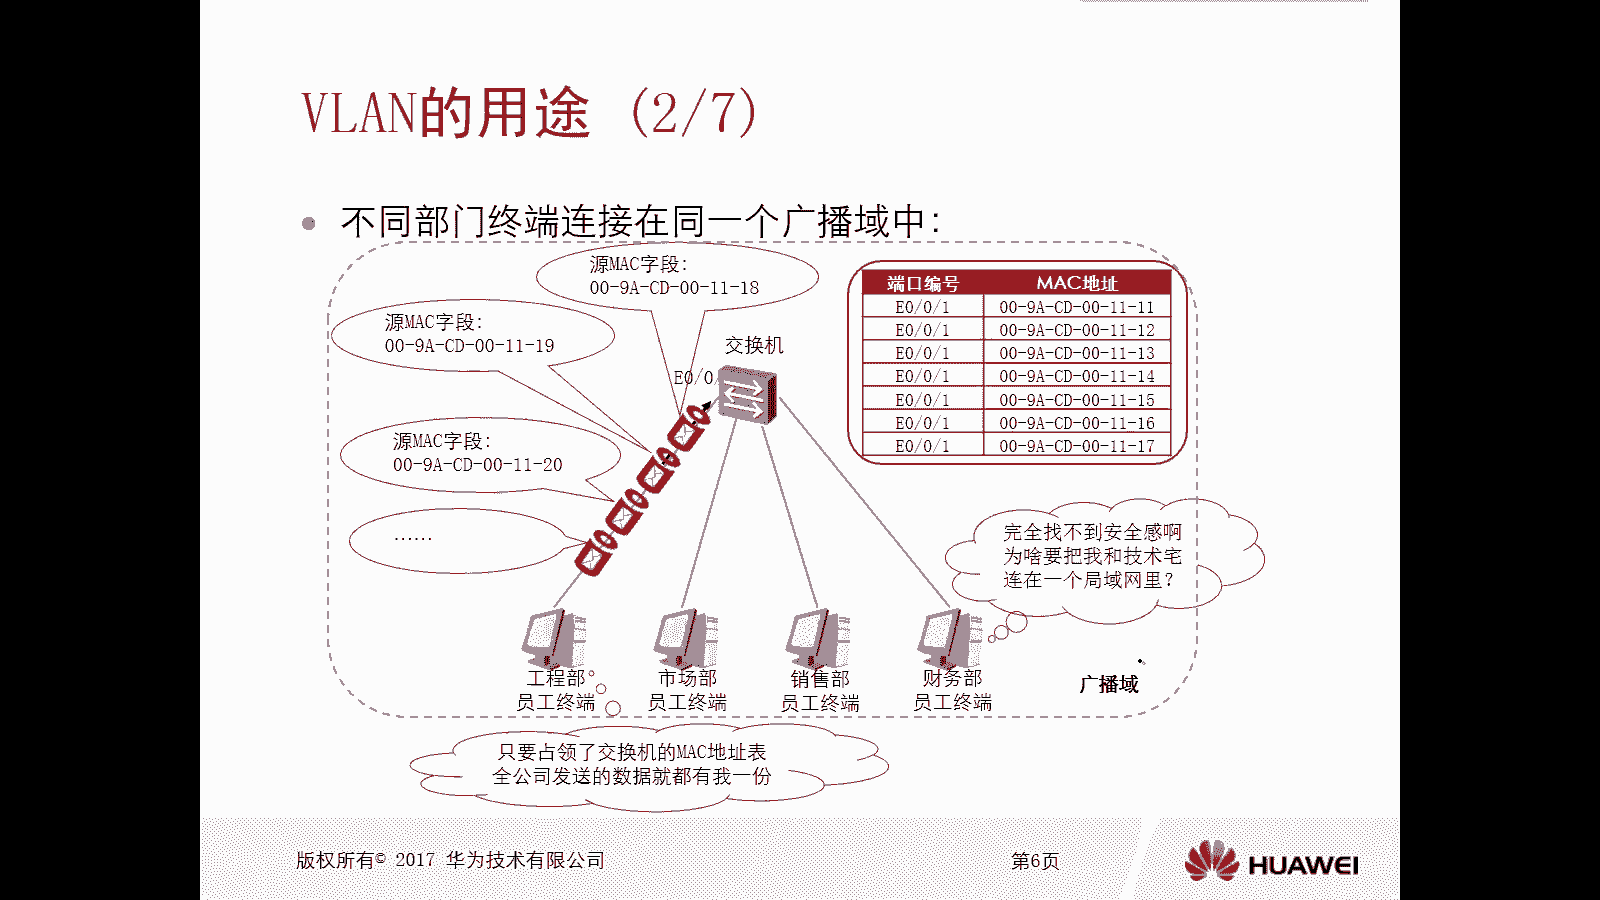 VLAN的用途 (2/7)
不同部门终端连接在同一个广播域中：
源MAC字段：
00-9A-CD-00-11-18
源MAC字段：
00-9A-CD-00-11-19
源MAC字段：
00-9A-CD-00-11-20
……
交换机
E0/0
端口编号 MAC地址
E0/0/1 00-9A-CD-00-11-11
E0/0/1 00-9A-CD-00-11-12
E0/0/1 00-9A-CD-00-11-13
E0/0/1 00-9A-CD-00-11-14
E0/0/1 00-9A-CD-00-11-15
E0/0/1 00-9A-CD-00-11-16
E0/0/1 00-9A-CD-00-11-17
完全找不到安全感啊
为啥要把我和技术宅
连在一个局域网里？
工程部
员工终端
市场部
员工终端
销售部
员工终端
财务部
员工终端
广播域
只要占领了交换机的MAC地址表
全公司发送的数据就都有我一份
版权所有© 2017 华为技术有限公司
第6页
HUAWEI